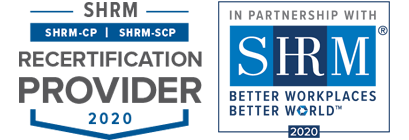 SHRM
SHRM-CP | SHRM-SCP
RECERTIFICATION
PROVIDER
2020
IN PARTNERSHIP WITH
SHRM®
BETTER WORKPLACES
BETTER WORLD™
2020